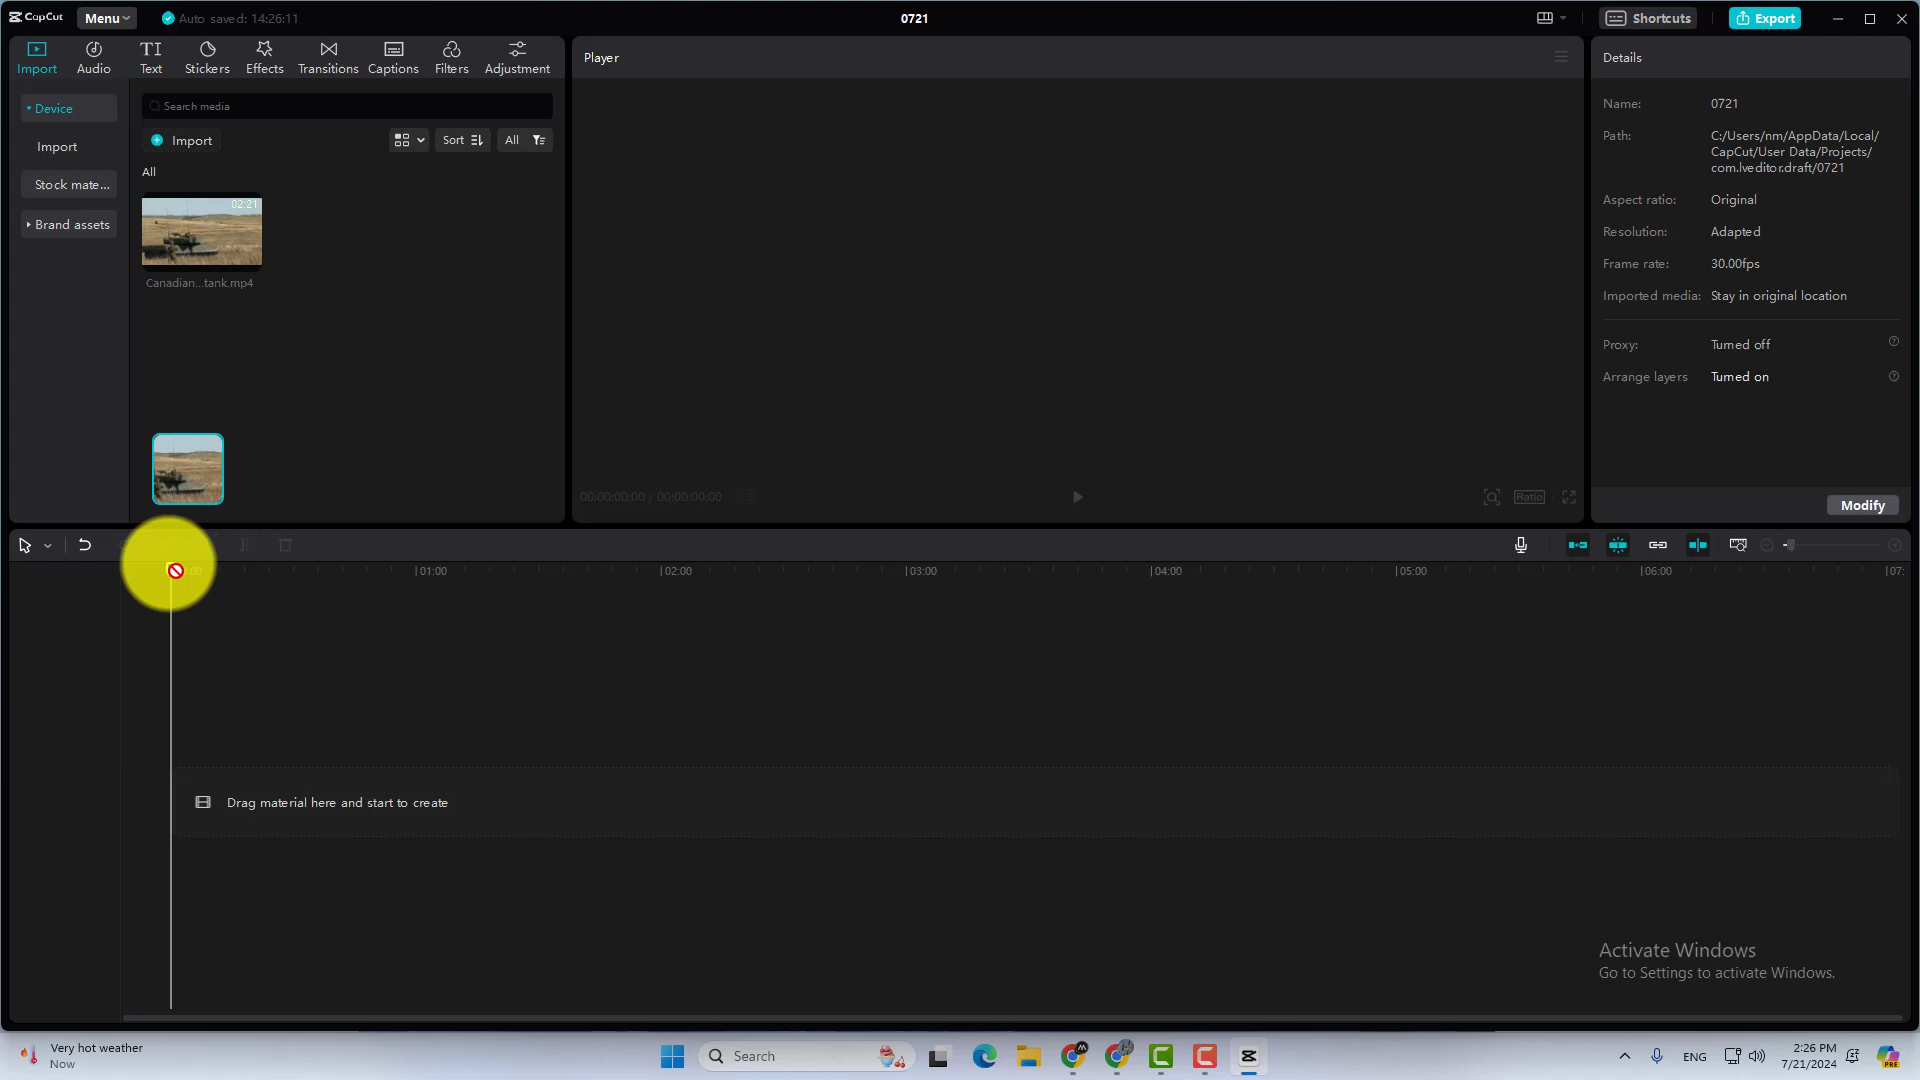 CapCut
Menu
Auto saved: 14:26:11
0721
Shortcuts
Export
Import
Audio
Text
Stickers
Effects
Transitions
Captions
Filters
Adjustment
Player
Details
Device
Import
Stock mate...
Brand assets
Search media
Import
Sort
All
All
02:21
Canadian...tank.mp4
00:00:00:00 / 00:00:00:00
Ratio
Name: 0721
Path: C:/Users/nm/AppData/Local/
CapCut/User Data/Projects/
com.lveditor.draft/0721
Aspect ratio: Original
Resolution: Adapted
Frame rate: 30.00fps
Imported media: Stay in original location
Proxy: Turned off
Arrange layers Turned on
Modify
01:00 02:00 03:00 04:00 05:00 06:00 07:
Drag material here and start to create
Activate Windows
Go to Settings to activate Windows.
Very hot weather
Now
Search
ENG
2:26 PM
7/21/2024
PRE